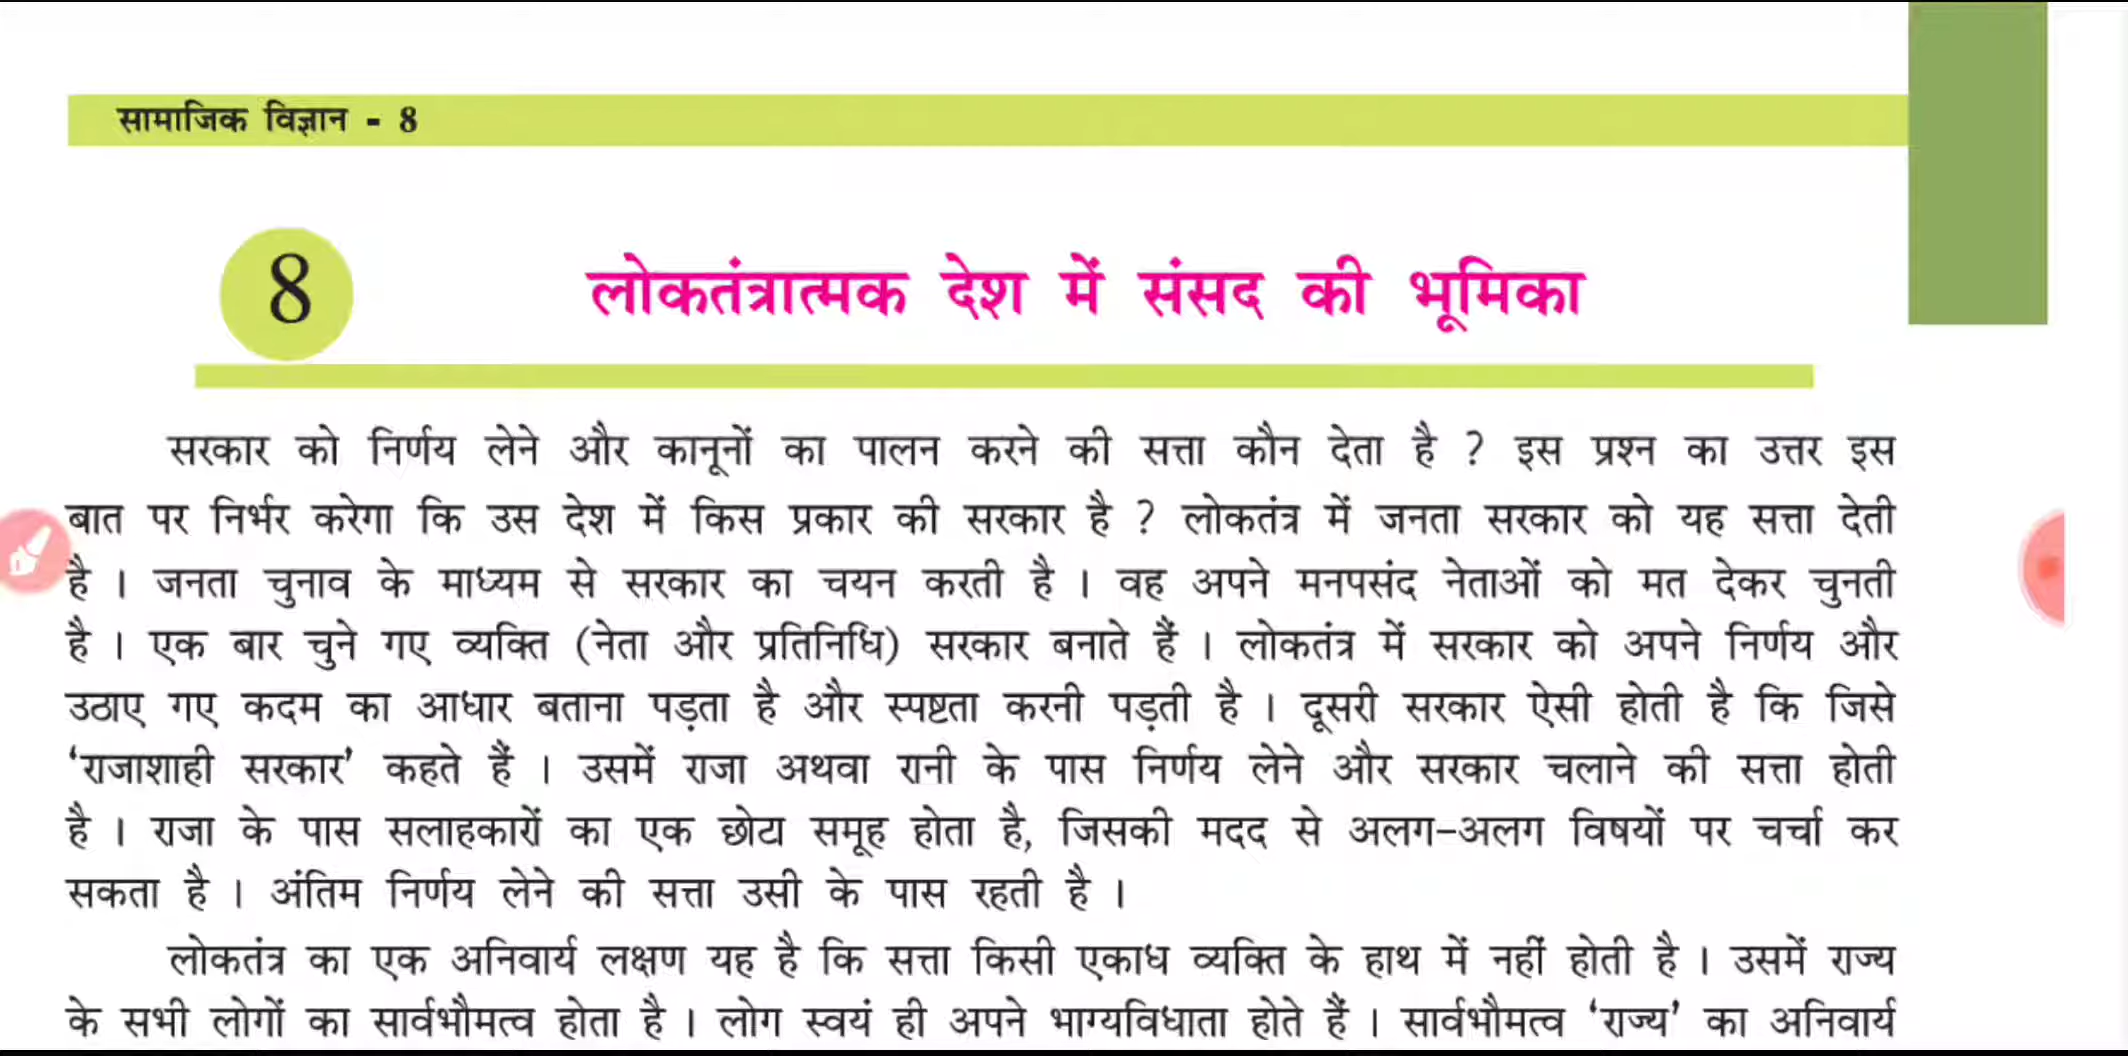 सामाजिक विज्ञान - 8
8
लोकतंत्रात्मक देश में संसद की भूमिका
सरकार को निर्णय लेने और कानूनों का पालन करने की सत्ता कौन देता है ? इस प्रश्न का उत्तर इस
बात पर निर्भर करेगा कि उस देश में किस प्रकार की सरकार है ? लोकतंत्र में जनता सरकार को यह सत्ता देती
है । जनता चुनाव के माध्यम से सरकार का चयन करती है । वह अपने मनपसंद नेताओं को मत देकर चुनती
है । एक बार चुने गए व्यक्ति (नेता और प्रतिनिधि) सरकार बनाते हैं । लोकतंत्र में सरकार को अपने निर्णय और
उठाए गए कदम का आधार बताना पड़ता है और स्पष्टता करनी पड़ती है । दूसरी सरकार ऐसी होती है कि जिसे
‘राजाशाही सरकार’ कहते हैं । उसमें राजा अथवा रानी के पास निर्णय लेने और सरकार चलाने की सत्ता होती
है । राजा के पास सलाहकारों का एक छोटा समूह होता है, जिसकी मदद से अलग-अलग विषयों पर चर्चा कर
सकता है । अंतिम निर्णय लेने की सत्ता उसी के पास रहती है ।
लोकतंत्र का एक अनिवार्य लक्षण यह है कि सत्ता किसी एकाध व्यक्ति के हाथ में नहीं होती है । उसमें राज्य
के सभी लोगों का सार्वभौमत्व होता है । लोग स्वयं ही अपने भाग्यविधाता होते हैं । सार्वभौमत्व ‘राज्य’ का अनिवार्य